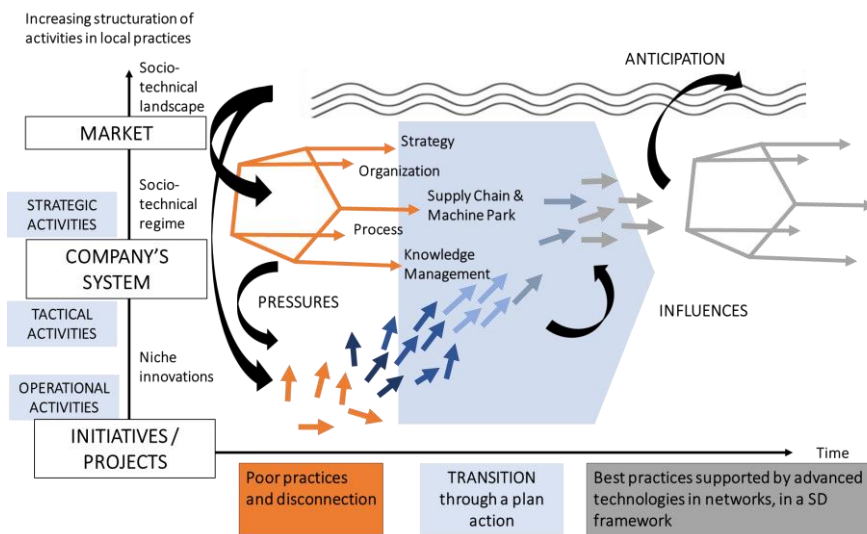 Increasing structuration of
activities in local practices
Socio-
technical
landscape
MARKET
Socio-
technical
regime
STRATEGIC
ACTIVITIES
COMPANY'S
SYSTEM
TACTICAL
ACTIVITIES
Niche
innovations
OPERATIONAL
ACTIVITIES
INITIATIVES/
PROJECTS
ANTICIPATION
Strategy
Organization
Supply Chain &
Machine Park
Process
Knowledge
Management
PRESSURES
INFLUENCES
Time
Poor practices
and disconnection
TRANSITION
through a plan
action
Best practices supported by advanced
technologies in networks, in a SD
framework